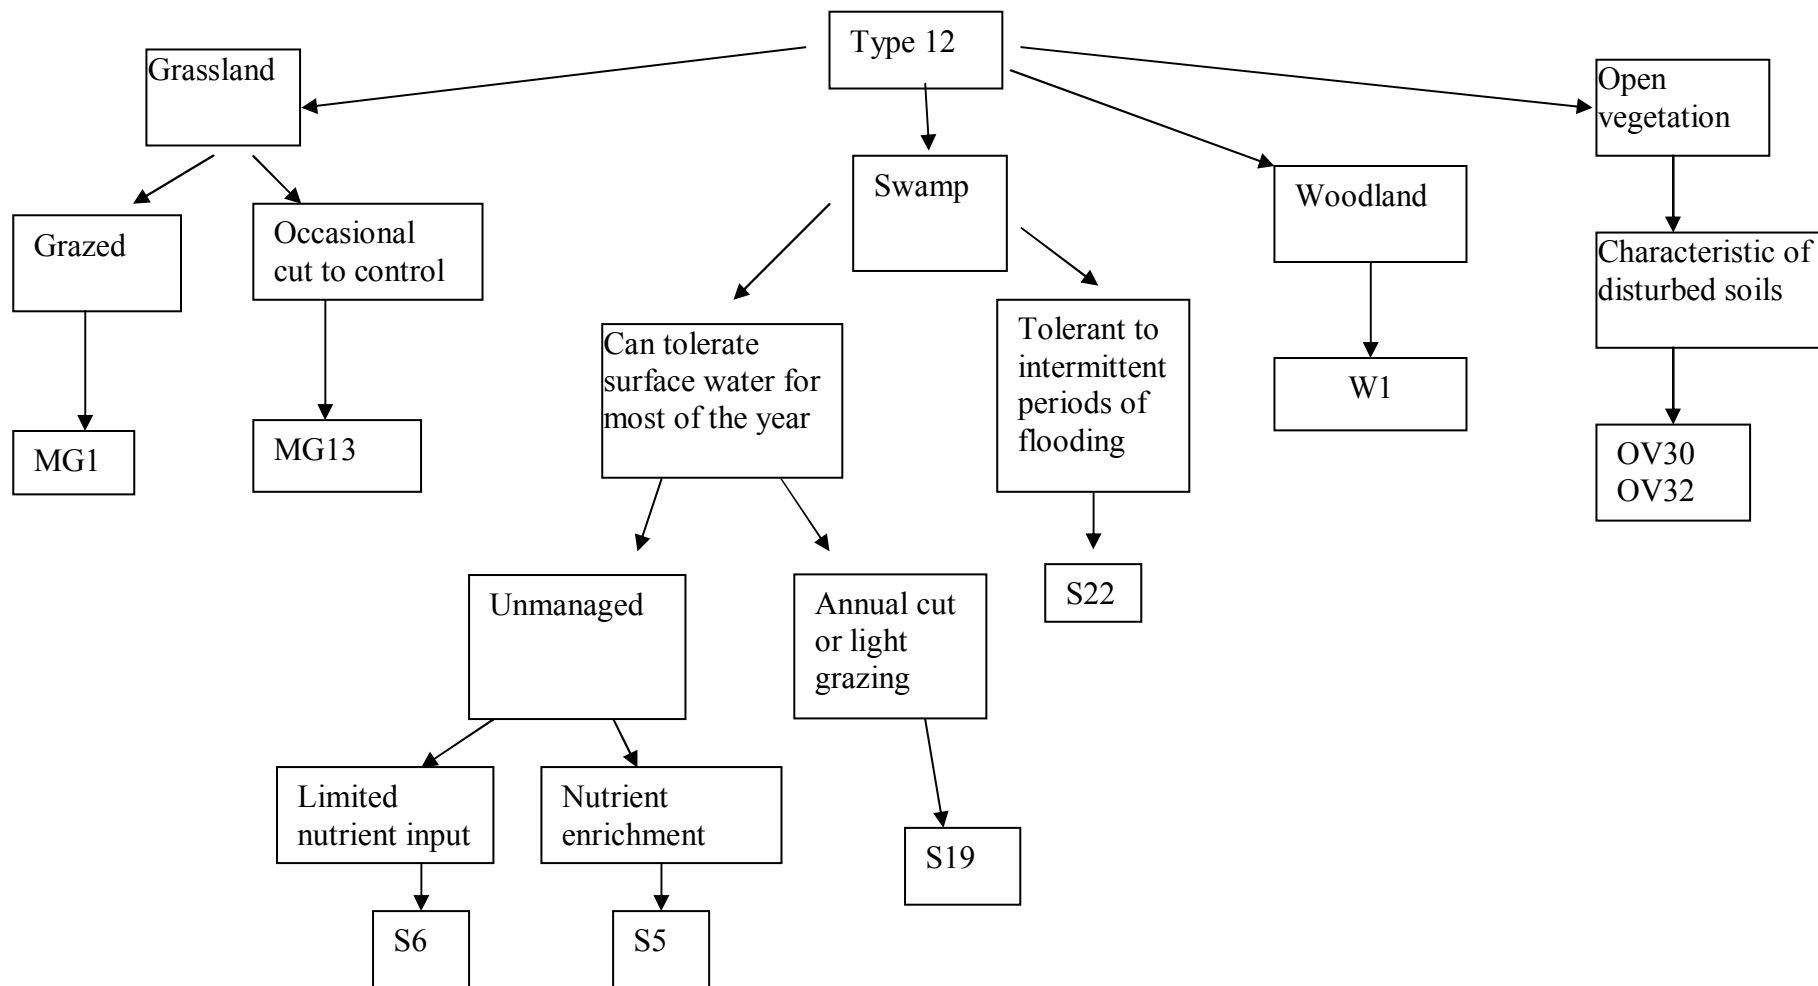 Type 12
Grassland
Open
vegetation
Swamp
Woodland
Grazed
Occasional
cut to control
Characteristic of
disturbed soils
Can tolerate
surface water for
most of the year
Tolerant to
intermittent
periods of
flooding
W1
MG1
MG13
OV30
OV32
Unmanaged
Annual cut
or light
grazing
S22
Limited
nutrient input
Nutrient
enrichment
S19
S6
S5